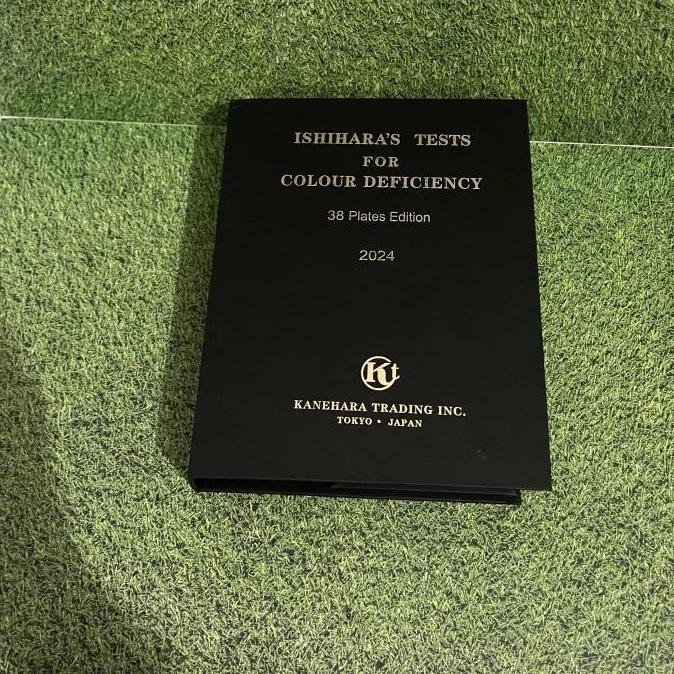 ISHIHARA'S TESTS
FOR
COLOUR DEFICIENCY
38 Plates Edition
2024
Kt
KANEHARA TRADING INC.
TOKYO • JAPAN